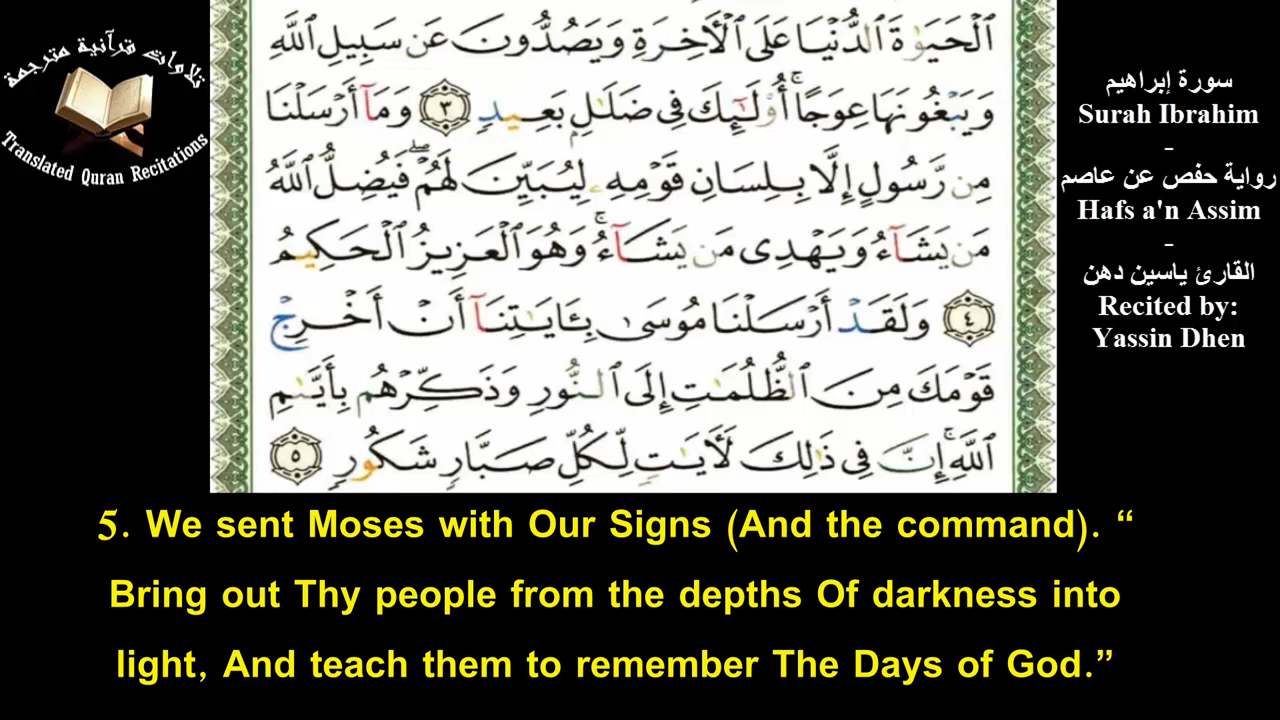 تلاوات قرآنية مترجمة
Translated Quran Recitations
ٱلْحَيَوٰةَ ٱلدُّنْيَا عَلَى ٱلْأَخِرَةِ وَيَصُدُّونَ عَن سَبِيلِ ٱللَّهِ
وَيَبْغُونَهَا عِوَجًا ۚ أُو۟لَٰٓئِكَ فِى ضَلَٰلٍۭ بَعِيدٍ ٣ وَمَآ أَرْسَلْنَا
مِن رَّسُولٍ إِلَّا بِلِسَانِ قَوْمِهِۦ لِيُبَيِّنَ لَهُمْ ۖ فَيُضِلُّ ٱللَّهُ
مَن يَشَآءُ وَيَهْدِى مَن يَشَآءُ ۚ وَهُوَ ٱلْعَزِيزُ ٱلْحَكِيمُ
٤ وَلَقَدْ أَرْسَلْنَا مُوسَىٰ بِـَٔايَٰتِنَآ أَنْ أَخْرِجْ
قَوْمَكَ مِنَ ٱلظُّلُمَٰتِ إِلَى ٱلنُّورِ وَذَكِّرْهُم بِأَيَّىٰمِ
ٱللَّهِ ۚ إِنَّ فِى ذَٰلِكَ لَأَيَٰتٍ لِّكُلِّ صَبَّارٍ شَكُورٍ ٥
سورة إبراهيم
Surah Ibrahim
-
رواية حفص عن عاصم
Hafs a'n Assim
-
القارئ ياسين دهن
Recited by:
Yassin Dhen
5. We sent Moses with Our Signs (And the command). “
Bring out Thy people from the depths Of darkness into
light, And teach them to remember The Days of God.”